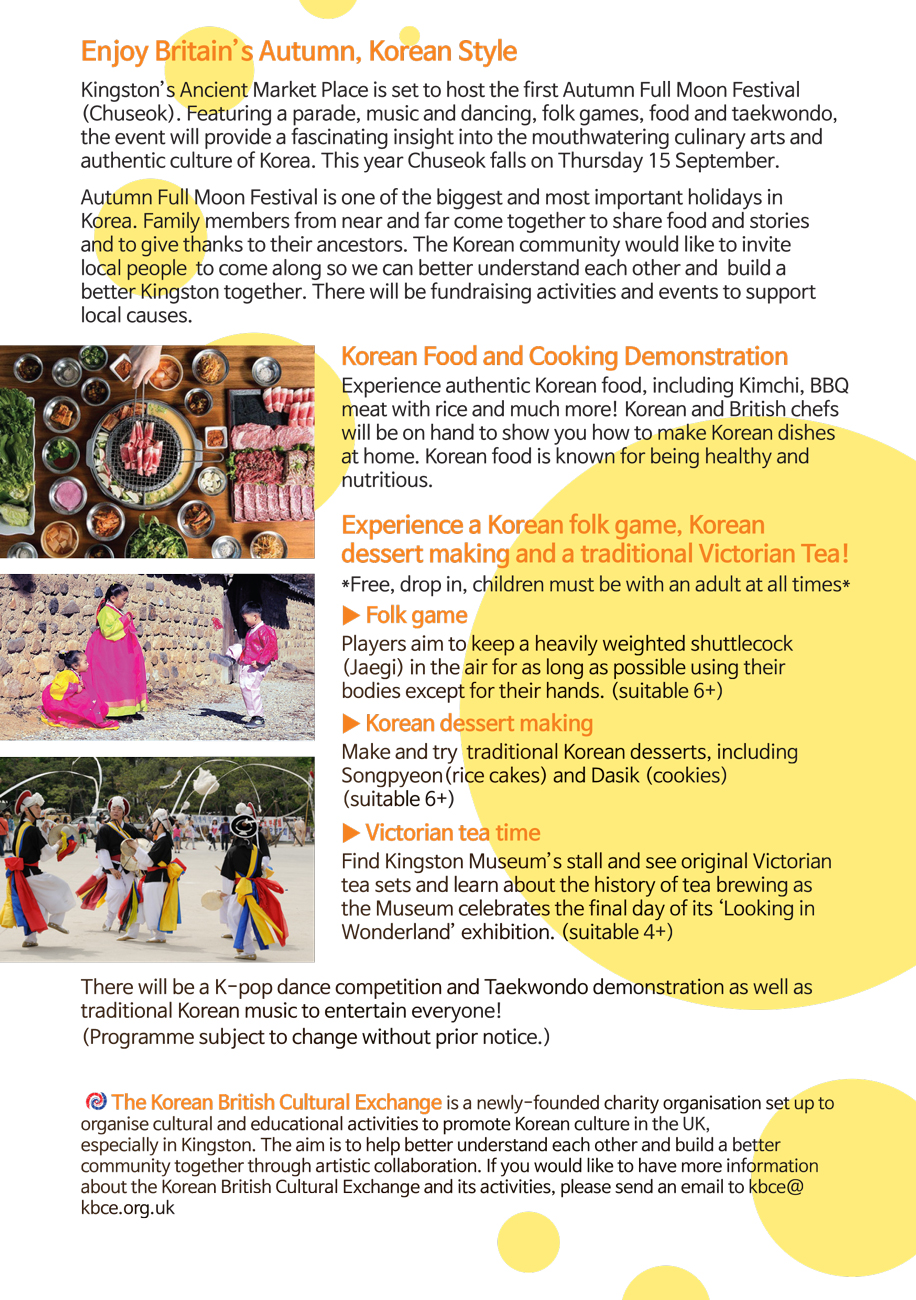 Enjoy Britain's Autumn, Korean Style
Kingston's Ancient Market Place is set to host the first Autumn Full Moon Festival
(Chuseok). Featuring a parade, music and dancing, folk games, food and taekwondo,
the event will provide a fascinating insight into the mouthwatering culinary arts and
authentic culture of Korea. This year Chuseok falls on Thursday 15 September.
Autumn Full Moon Festival is one of the biggest and most important holidays in
Korea. Family members from near and far come together to share food and stories
and to give thanks to their ancestors. The Korean community would like to invite
local people to come along so we can better understand each other and build a
better Kingston together. There will be fundraising activities and events to support
local causes.
Korean Food and Cooking Demonstration
Experience authentic Korean food, including Kimchi, BBQ
meat with rice and much more! Korean and British chefs
will be on hand to show you how to make Korean dishes
at home. Korean food is known for being healthy and
nutritious.
Experience a Korean folk game, Korean
dessert making and a traditional Victorian Tea!
*Free, drop in, children must be with an adult at all times*
▶ Folk game
Players aim to keep a heavily weighted shuttlecock
(Jaegi) in the air for as long as possible using their
bodies except for their hands. (suitable 6+)
▶ Korean dessert making
Make and try traditional Korean desserts, including
Songpyeon(rice cakes) and Dasik (cookies)
(suitable 6+)
▶ Victorian tea time
Find Kingston Museum's stall and see original Victorian
tea sets and learn about the history of tea brewing as
the Museum celebrates the final day of its 'Looking in
Wonderland' exhibition. (suitable 4+)
There will be a K-pop dance competition and Taekwondo demonstration as well as
traditional Korean music to entertain everyone!
(Programme subject to change without prior notice.)
The Korean British Cultural Exchange is a newly-founded charity organisation set up to
organise cultural and educational activities to promote Korean culture in the UK,
especially in Kingston. The aim is to help better understand each other and build a better
community together through artistic collaboration. If you would like to have more information
about the Korean British Cultural Exchange and its activities, please send an email to kbce@
kbce.org.uk